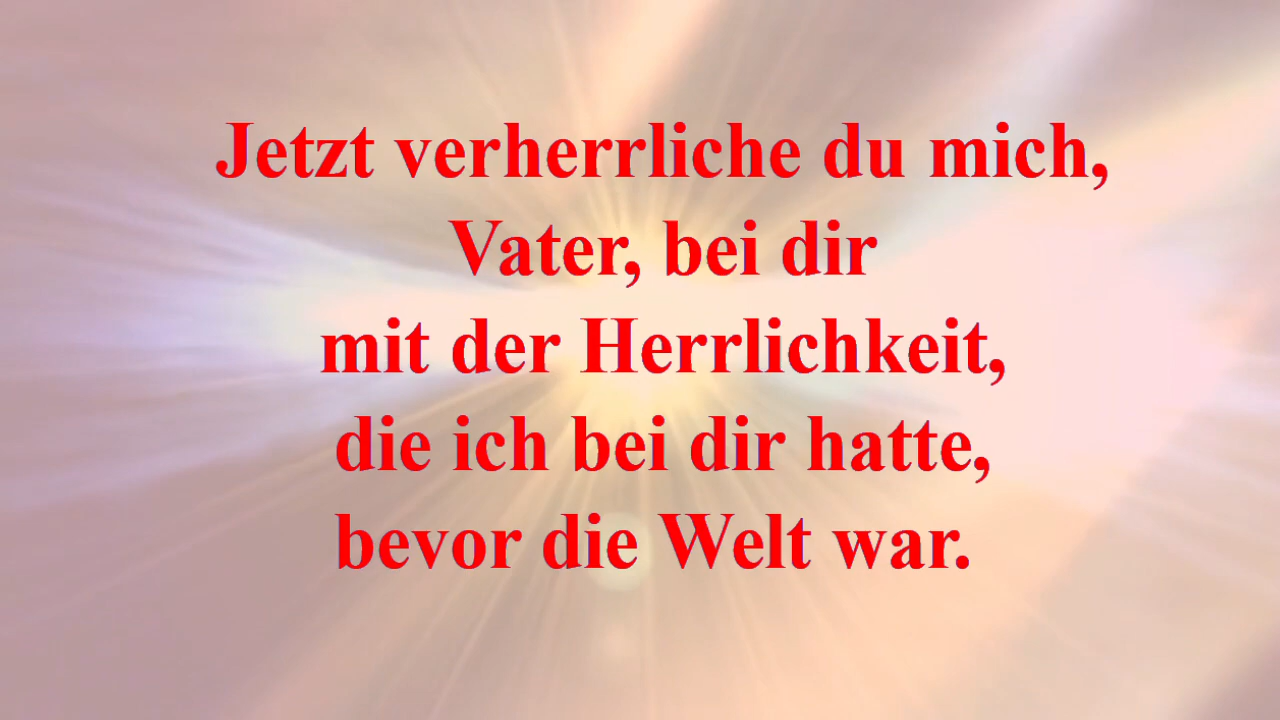 Jetzt verherrliche du mich,
Vater, bei dir
mit der Herrlichkeit,
die ich bei dir hatte,
bevor die Welt war.